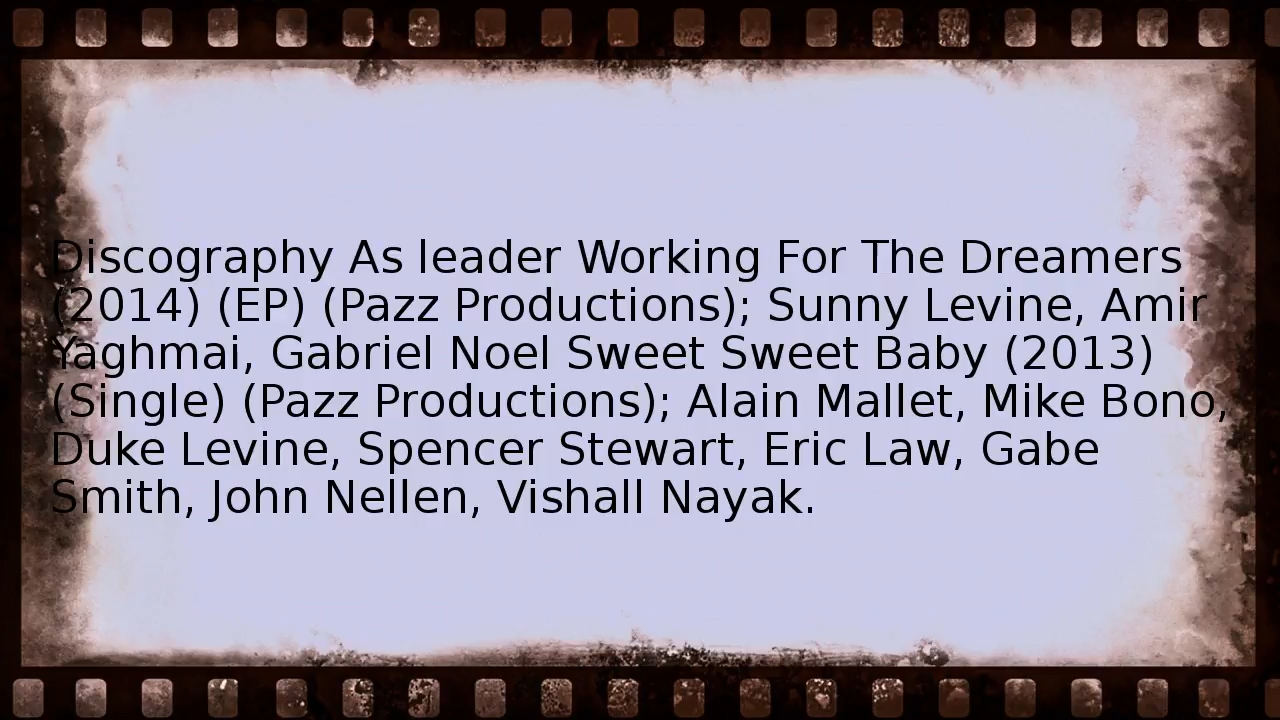 Discography As leader Working For The Dreamers
(2014) (EP) (Pazz Productions); Sunny Levine, Amir
Yaghmai, Gabriel Noel Sweet Sweet Baby (2013)
(Single) (Pazz Productions); Alain Mallet, Mike Bono,
Duke Levine, Spencer Stewart, Eric Law, Gabe
Smith, John Nellen, Vishall Nayak.